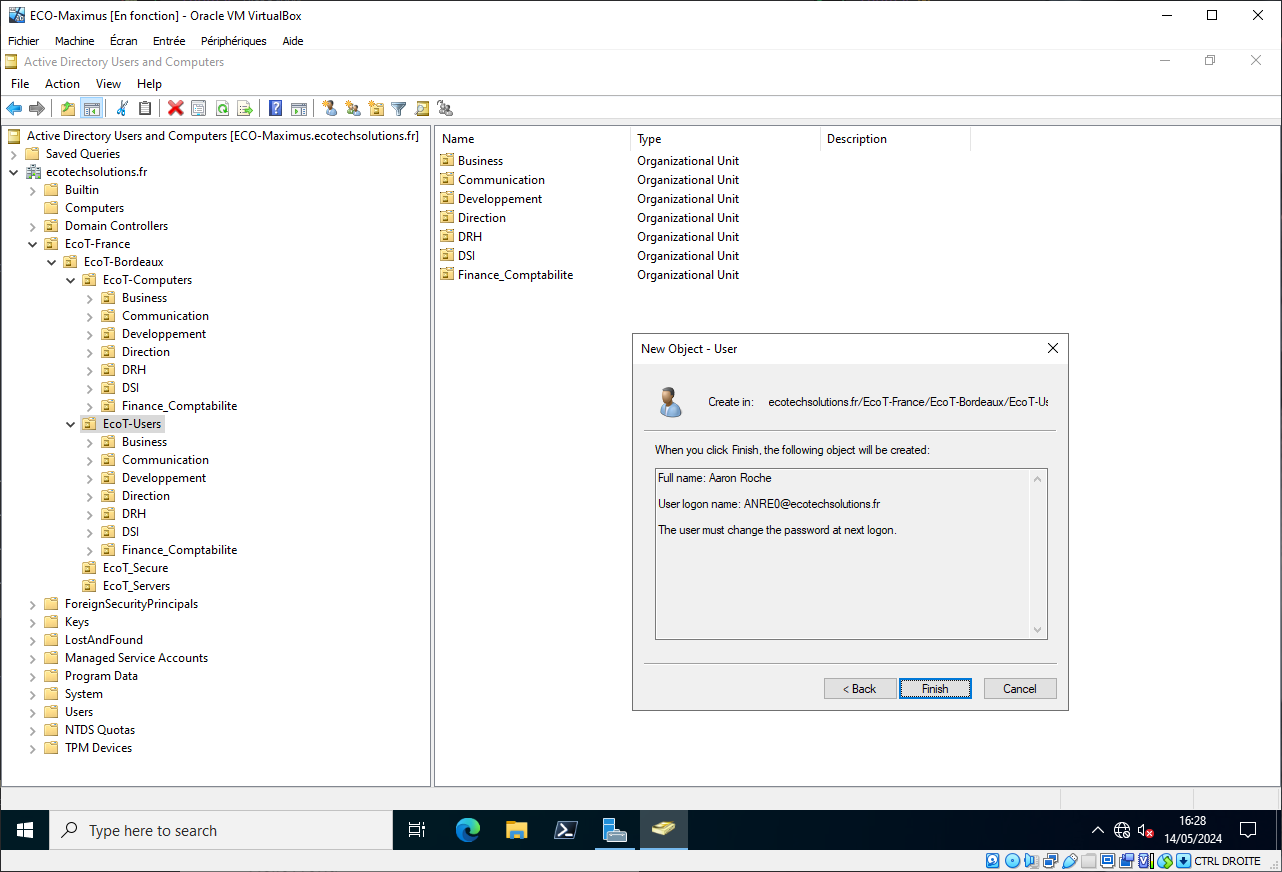 ECO-Maximus [En fonction] - Oracle VM VirtualBox
Fichier Machine Écran Entrée Périphériques Aide
Active Directory Users and Computers
File Action View Help
Active Directory Users and Computers [ECO-Maximus.ecotechsolutions.fr]
Saved Queries
ecotechsolutions.fr
Builtin
Computers
Domain Controllers
EcoT-France
EcoT-Bordeaux
EcoT-Computers
Business
Communication
Developpement
Direction
DRH
DSI
Finance_Comptabilite
EcoT-Users
Business
Communication
Developpement
Direction
DRH
DSI
Finance_Comptabilite
EcoT_Secure
EcoT_Servers
ForeignSecurityPrincipals
Keys
LostAndFound
Managed Service Accounts
Program Data
System
Users
NTDS Quotas
TPM Devices
Name Type Description
Business Organizational Unit
Communication Organizational Unit
Developpement Organizational Unit
Direction Organizational Unit
DRH Organizational Unit
DSI Organizational Unit
Finance_Comptabilite Organizational Unit
New Object - User
Create in: ecotechsolutions.fr/EcoT-France/EcoT-Bordeaux/EcoT-Us
When you click Finish, the following object will be created:
Full name: Aaron Roche
User logon name: ANRE0@ecotechsolutions.fr
The user must change the password at next logon.
< Back Finish Cancel
Type here to search
16:28
14/05/2024
CTRL DROITE